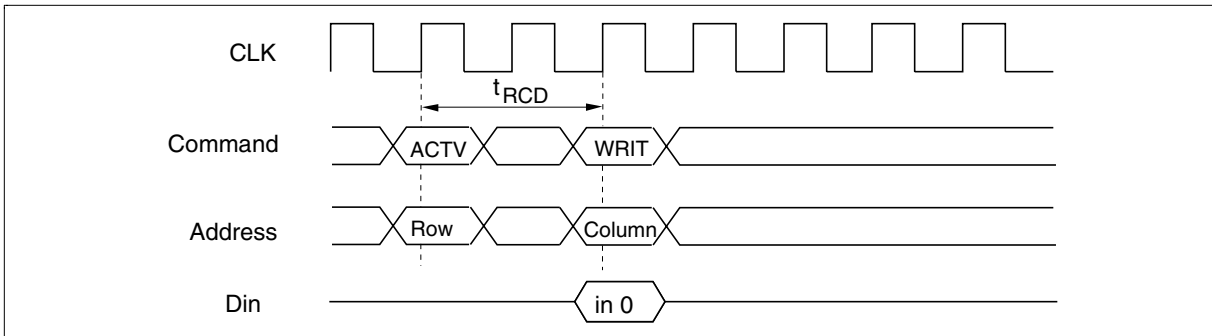 CLK
tRCD
Command ACTV WRIT
Address Row Column
Din in 0